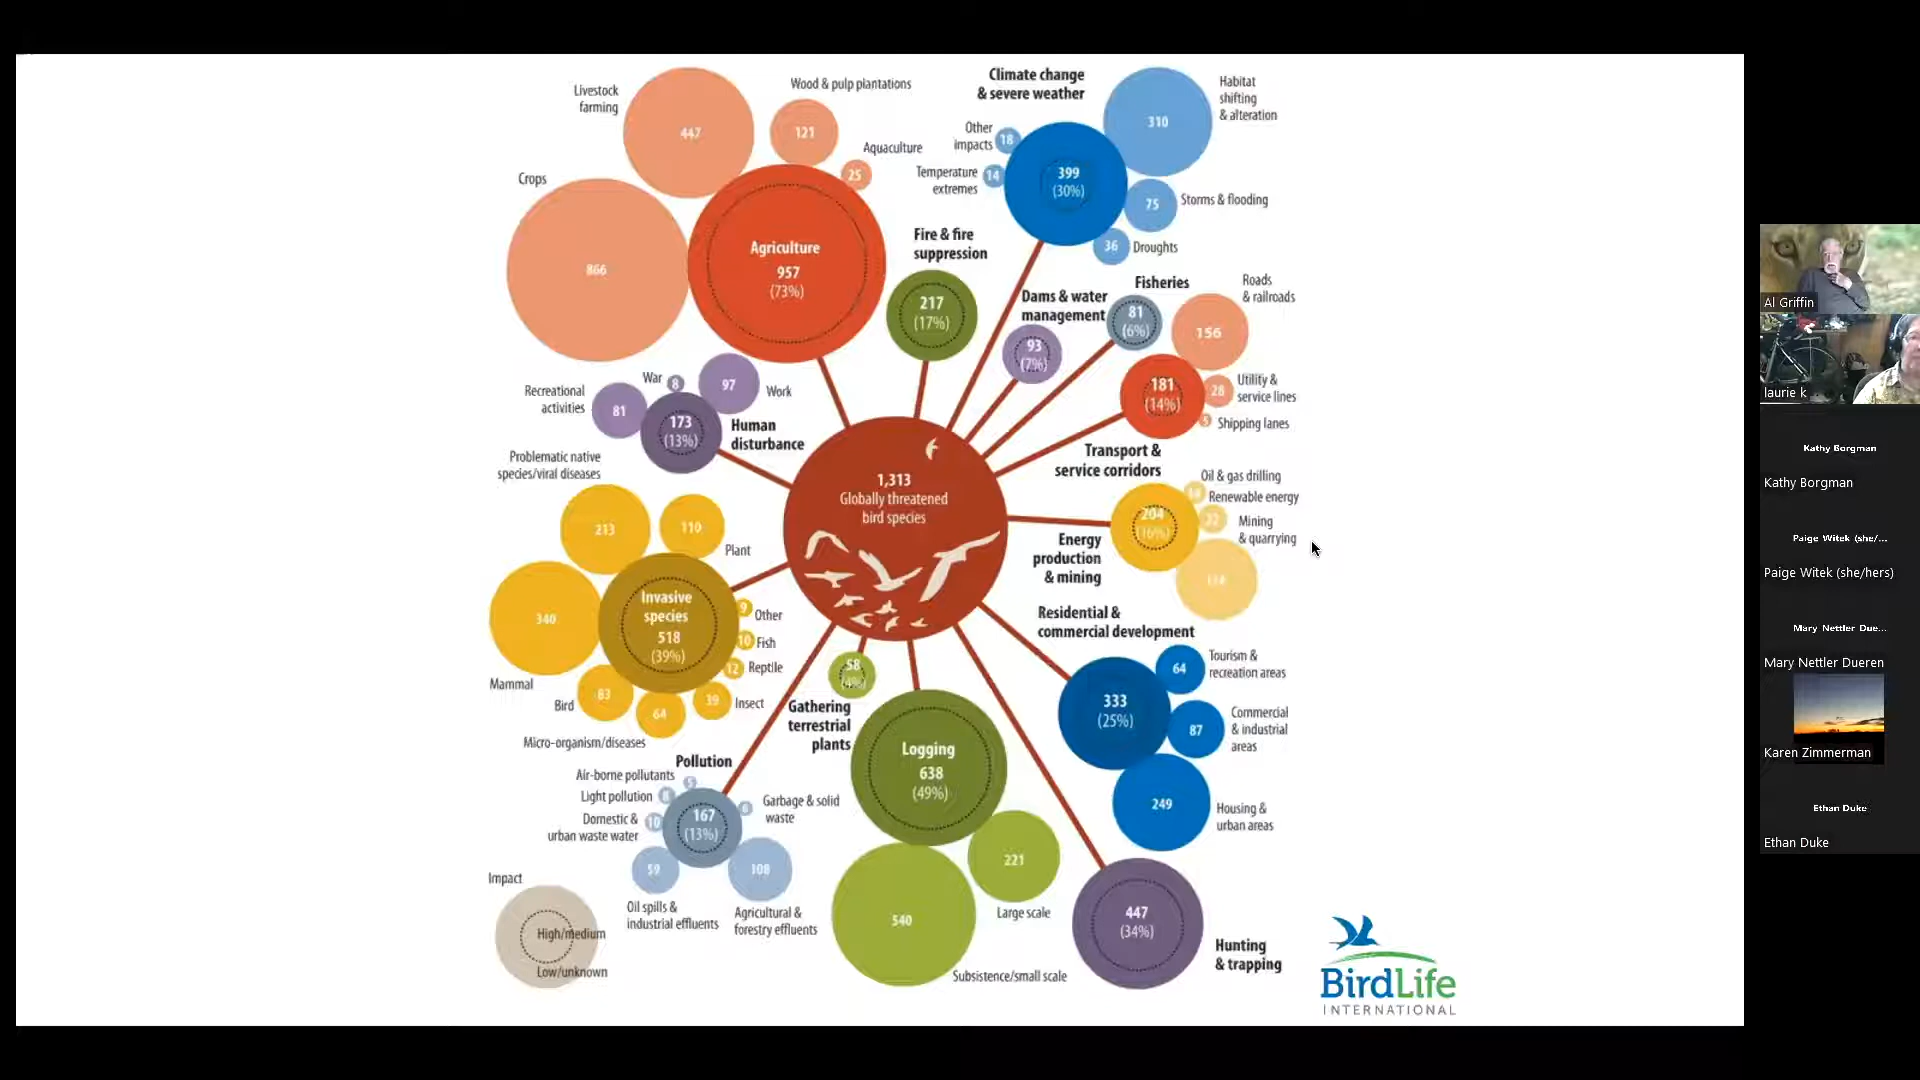 Livestock
farming
447
Wood & pulp plantations
121
Aquaculture
25
Crops
866
Agriculture
957
(73%)
Climate change
& severe weather
Habitat
shifting
& alteration
310
Other
impacts
18
Temperature
extremes
14
399
(30%)
75
Storms & flooding
36
Droughts
Fire & fire
suppression
217
(17%)
Dams & water
management
93
(7%)
Fisheries
81
(6%)
Roads
& railroads
156
181
(14%)
28
Utility &
service lines
5
Shipping lanes
Transport &
service corridors
War
8
97
Work
Recreational
activities
81
173
(13%)
Human
disturbance
1,313
Globally threatened
bird species
Oil & gas drilling
Renewable energy
Mining
& quarrying
204
(16%)
Energy
production
& mining
Problematic native
species/viral diseases
213
110
Plant
340
Mammal
Invasive
species
518
(39%)
9
Other
10
Fish
12
Reptile
39
Insect
83
Bird
64
Micro-organism/diseases
58
(4%)
Gathering
terrestrial
plants
Residential &
commercial development
333
(25%)
64
Tourism &
recreation areas
87
Commercial
& industrial
areas
249
Housing &
urban areas
Pollution
Air-borne pollutants
Light pollution
Domestic &
urban waste water
10
167
(13%)
Garbage & solid
waste
59
Oil spills &
industrial effluents
108
Agricultural &
forestry effluents
Logging
638
(49%)
221
Large scale
540
Subsistence/small scale
447
(34%)
Hunting
& trapping
Impact
High/medium
Low/unknown
BirdLife
INTERNATIONAL
Al Griffin
laurie k
Kathy Borgman
Kathy Borgman
Paige Witek (she/...
Paige Witek (she/hers)
Mary Nettler Due...
Mary Nettler Dueren
Karen Zimmerman
Ethan Duke
Ethan Duke